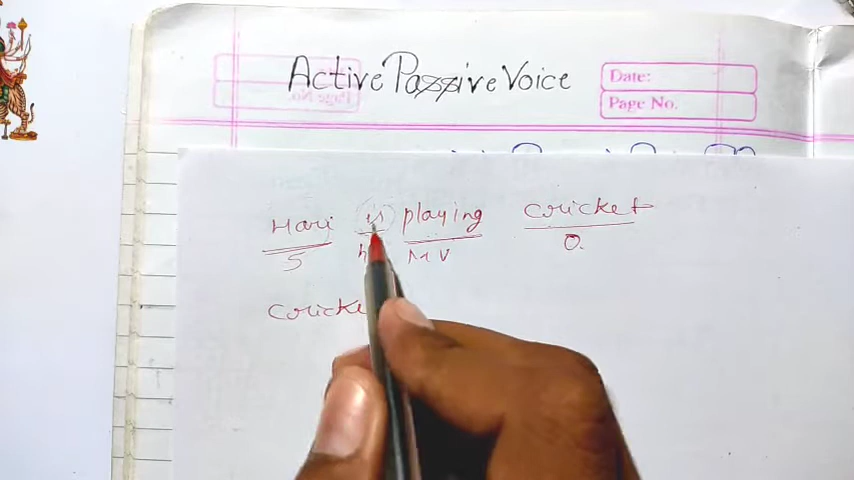 Active Passive Voice
Date:
Page No.
Hari is playing cricket
S h MV O.
cricke